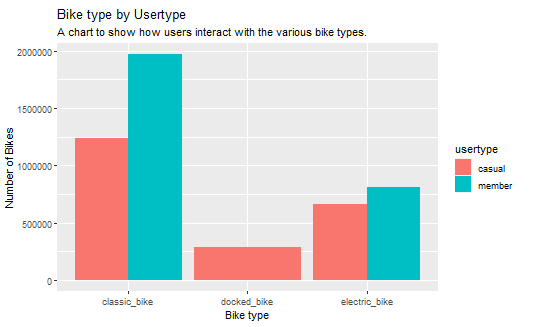 Bike type by Usertype
A chart to show how users interact with the various bike types.
2000000
1500000
1000000
500000
0
Number of Bikes
classic_bike docked_bike electric_bike
Bike type
usertype
casual
member